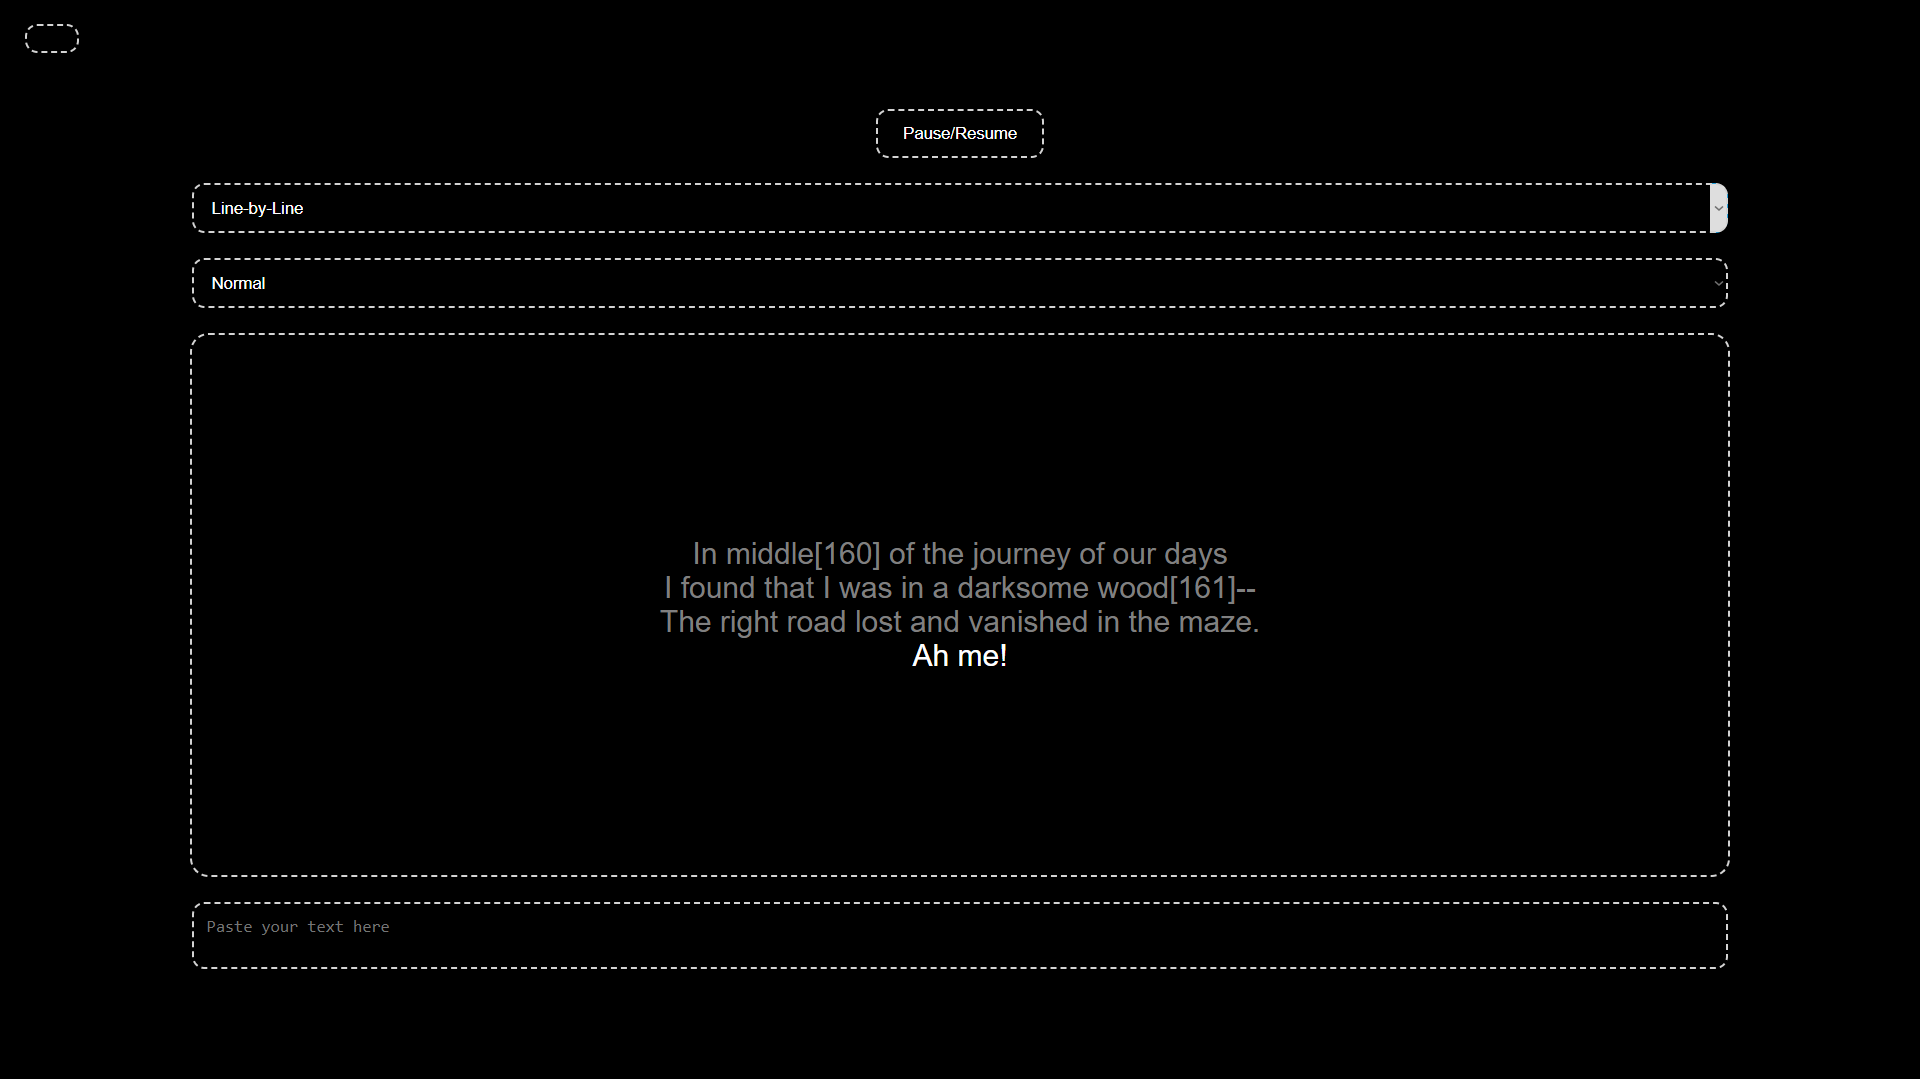 Pause/Resume
Line-by-Line
Normal
In middle[160] of the journey of our days
I found that I was in a darksome wood[161]--
The right road lost and vanished in the maze.
Ah me!
Paste your text here